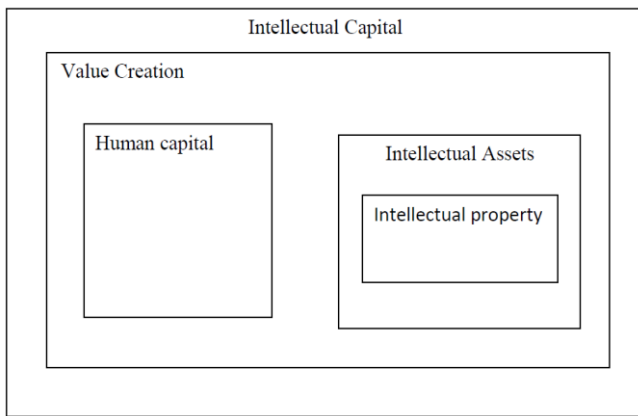 Intellectual Capital
Value Creation
Human capital
Intellectual Assets
Intellectual property